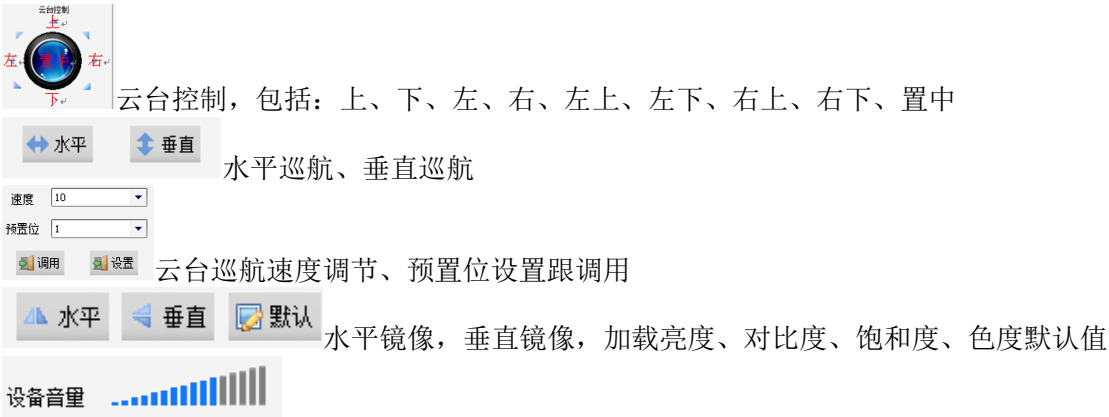 云台控制
上
左 置中 右
下
云台控制，包括：上、下、左、右、左上、左下、右上、右下、置中
水平 垂直
水平巡航、垂直巡航
速度 10
预置位 1
调用 设置
云台巡航速度调节、预置位设置跟调用
水平 垂直 默认
水平镜像，垂直镜像，加载亮度、对比度、饱和度、色度默认值
设备音量